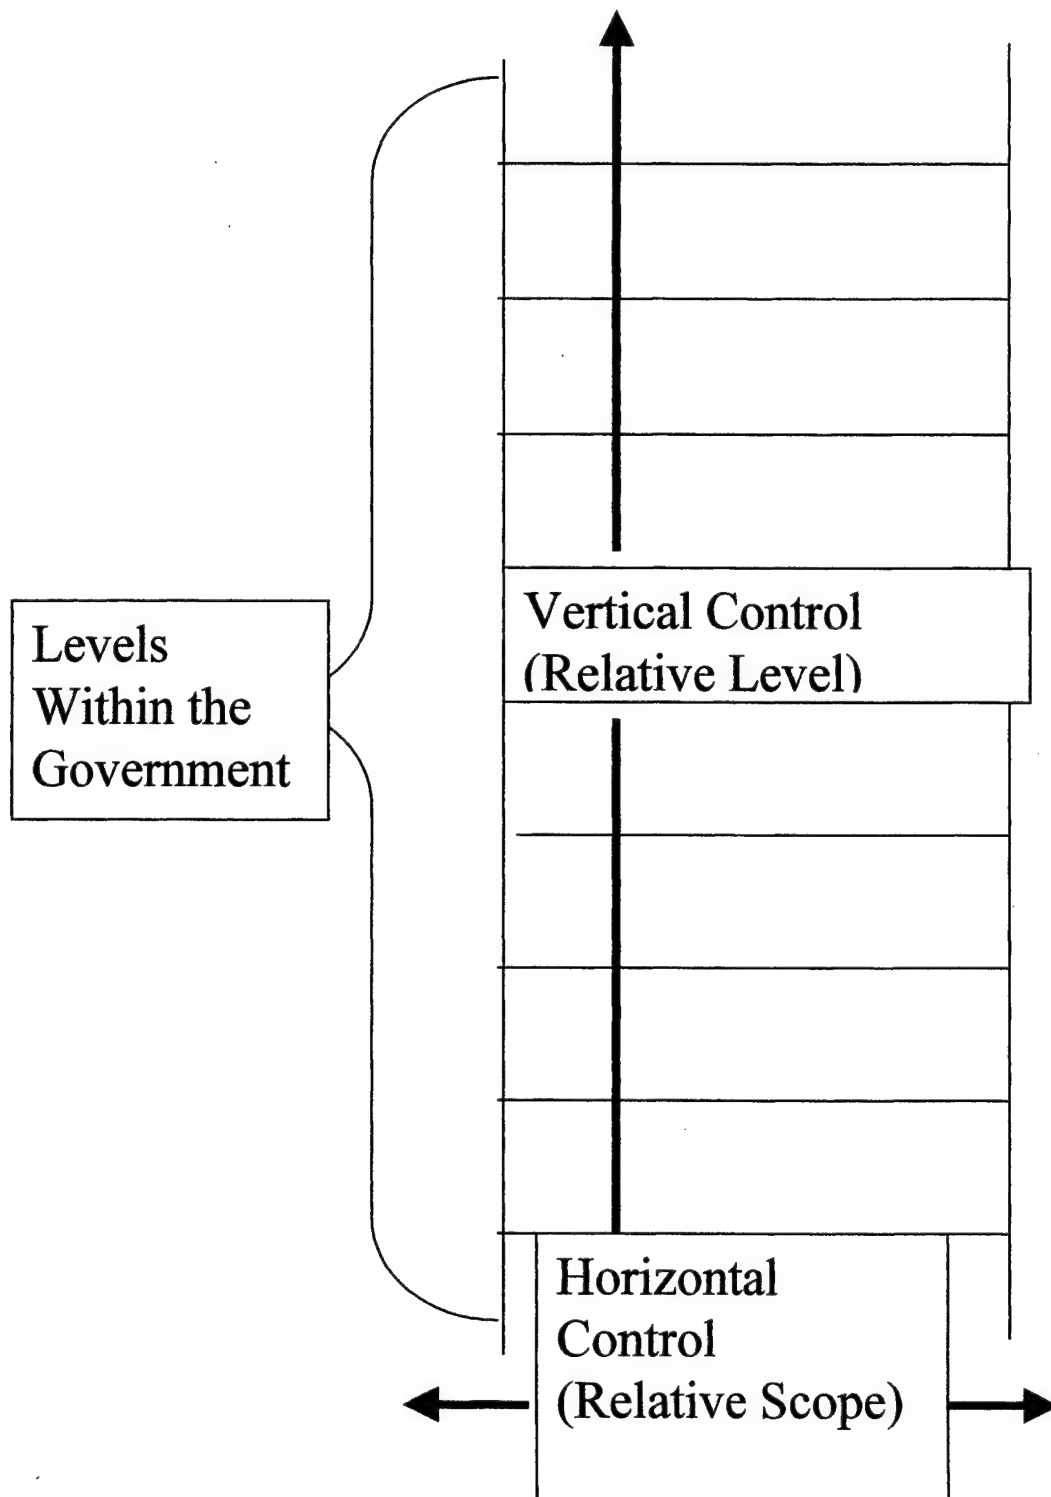 Vertical Control
(Relative Level)
Levels
Within the
Government
Horizontal
Control
(Relative Scope)